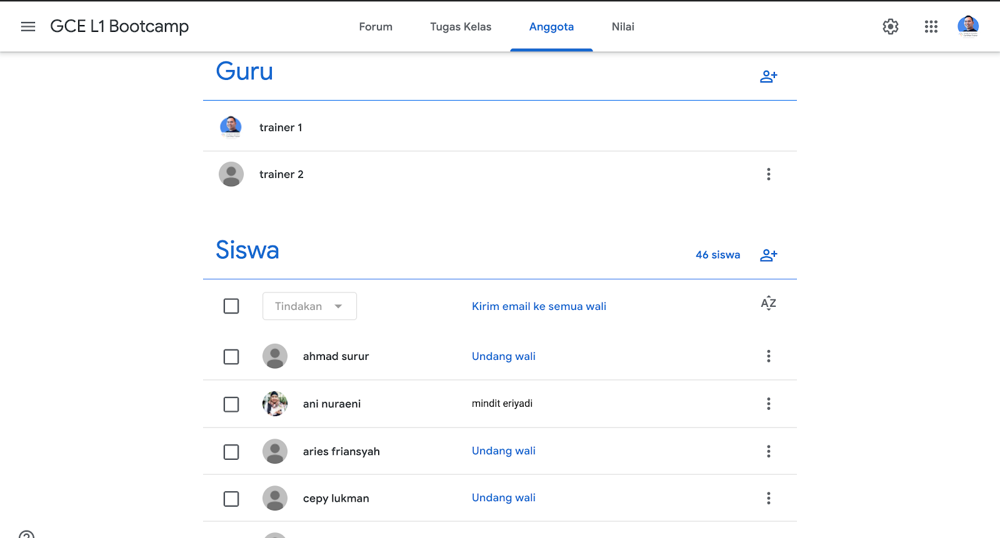 GCE L1 Bootcamp
Forum Tugas Kelas Anggota Nilai
Guru
trainer 1
trainer 2
Siswa
46 siswa
Tindakan Kirim email ke semua wali AZ
ahmad surur Undang wali
ani nuraeni mindit eriyadi
aries friansyah Undang wali
cepy lukman Undang wali